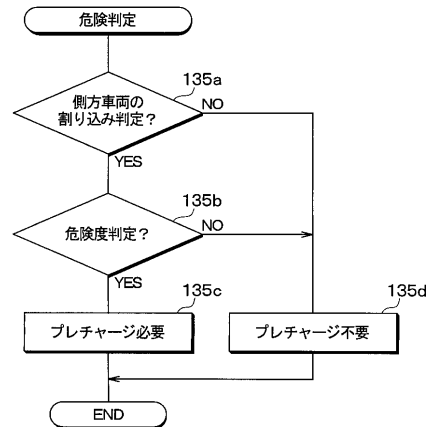 危険判定
135a
側方車両の
割り込み判定？
NO
YES
135b
危険度判定？
NO
YES
135c
プレチャージ必要
135d
プレチャージ不要
END